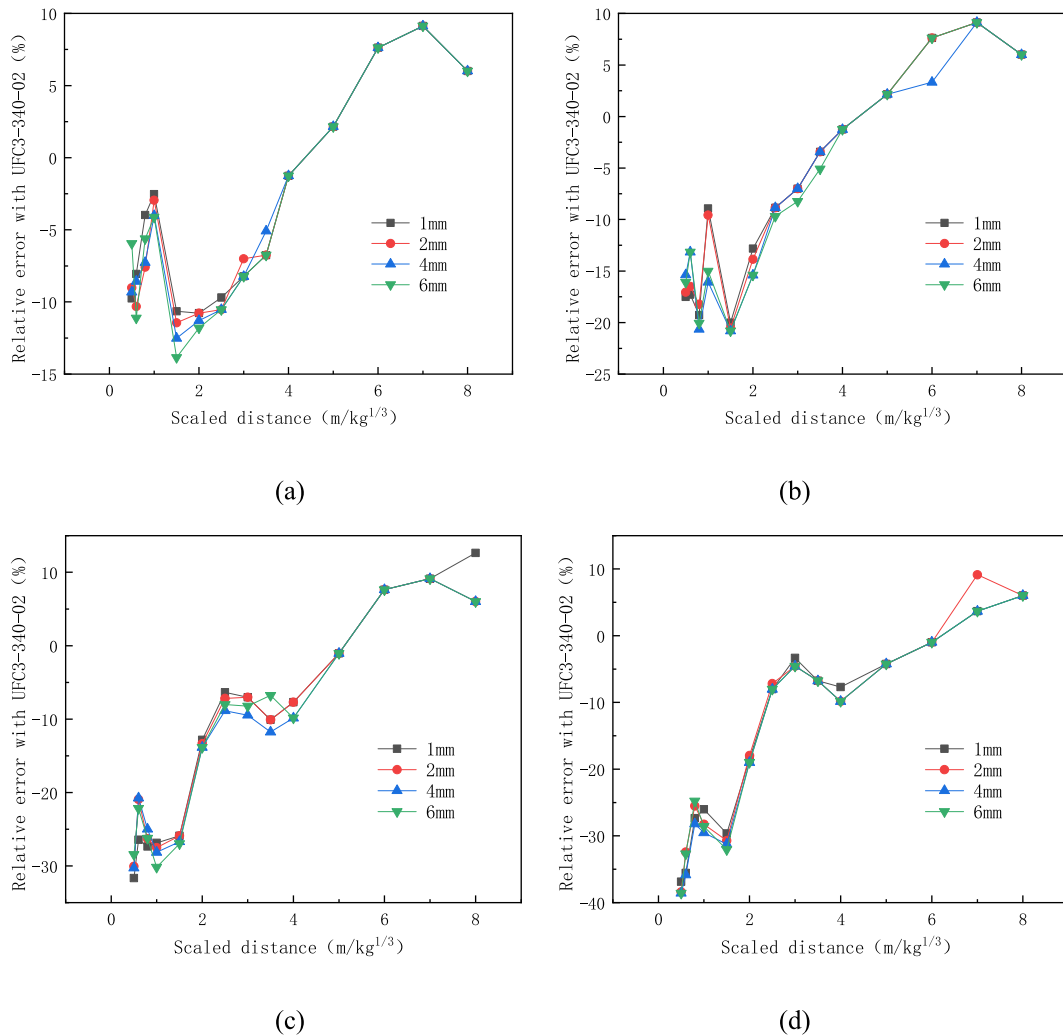 10
5
0
-5
-10
-15
Relative error with UFC3-340-02 (%)
1mm
2mm
4mm
6mm
0 2 4 6 8
Scaled distance (m/kg1/3)
(a)
10
5
0
-5
-10
-15
-20
-25
Relative error with UFC3-340-02 (%)
1mm
2mm
4mm
6mm
0 2 4 6 8
Scaled distance (m/kg1/3)
(b)
10
0
-10
-20
-30
Relative error with UFC3-340-02 (%)
1mm
2mm
4mm
6mm
0 2 4 6 8
Scaled distance (m/kg1/3)
(c)
10
0
-10
-20
-30
-40
Relative error with UFC3-340-02 (%)
1mm
2mm
4mm
6mm
0 2 4 6 8
Scaled distance (m/kg1/3)
(d)